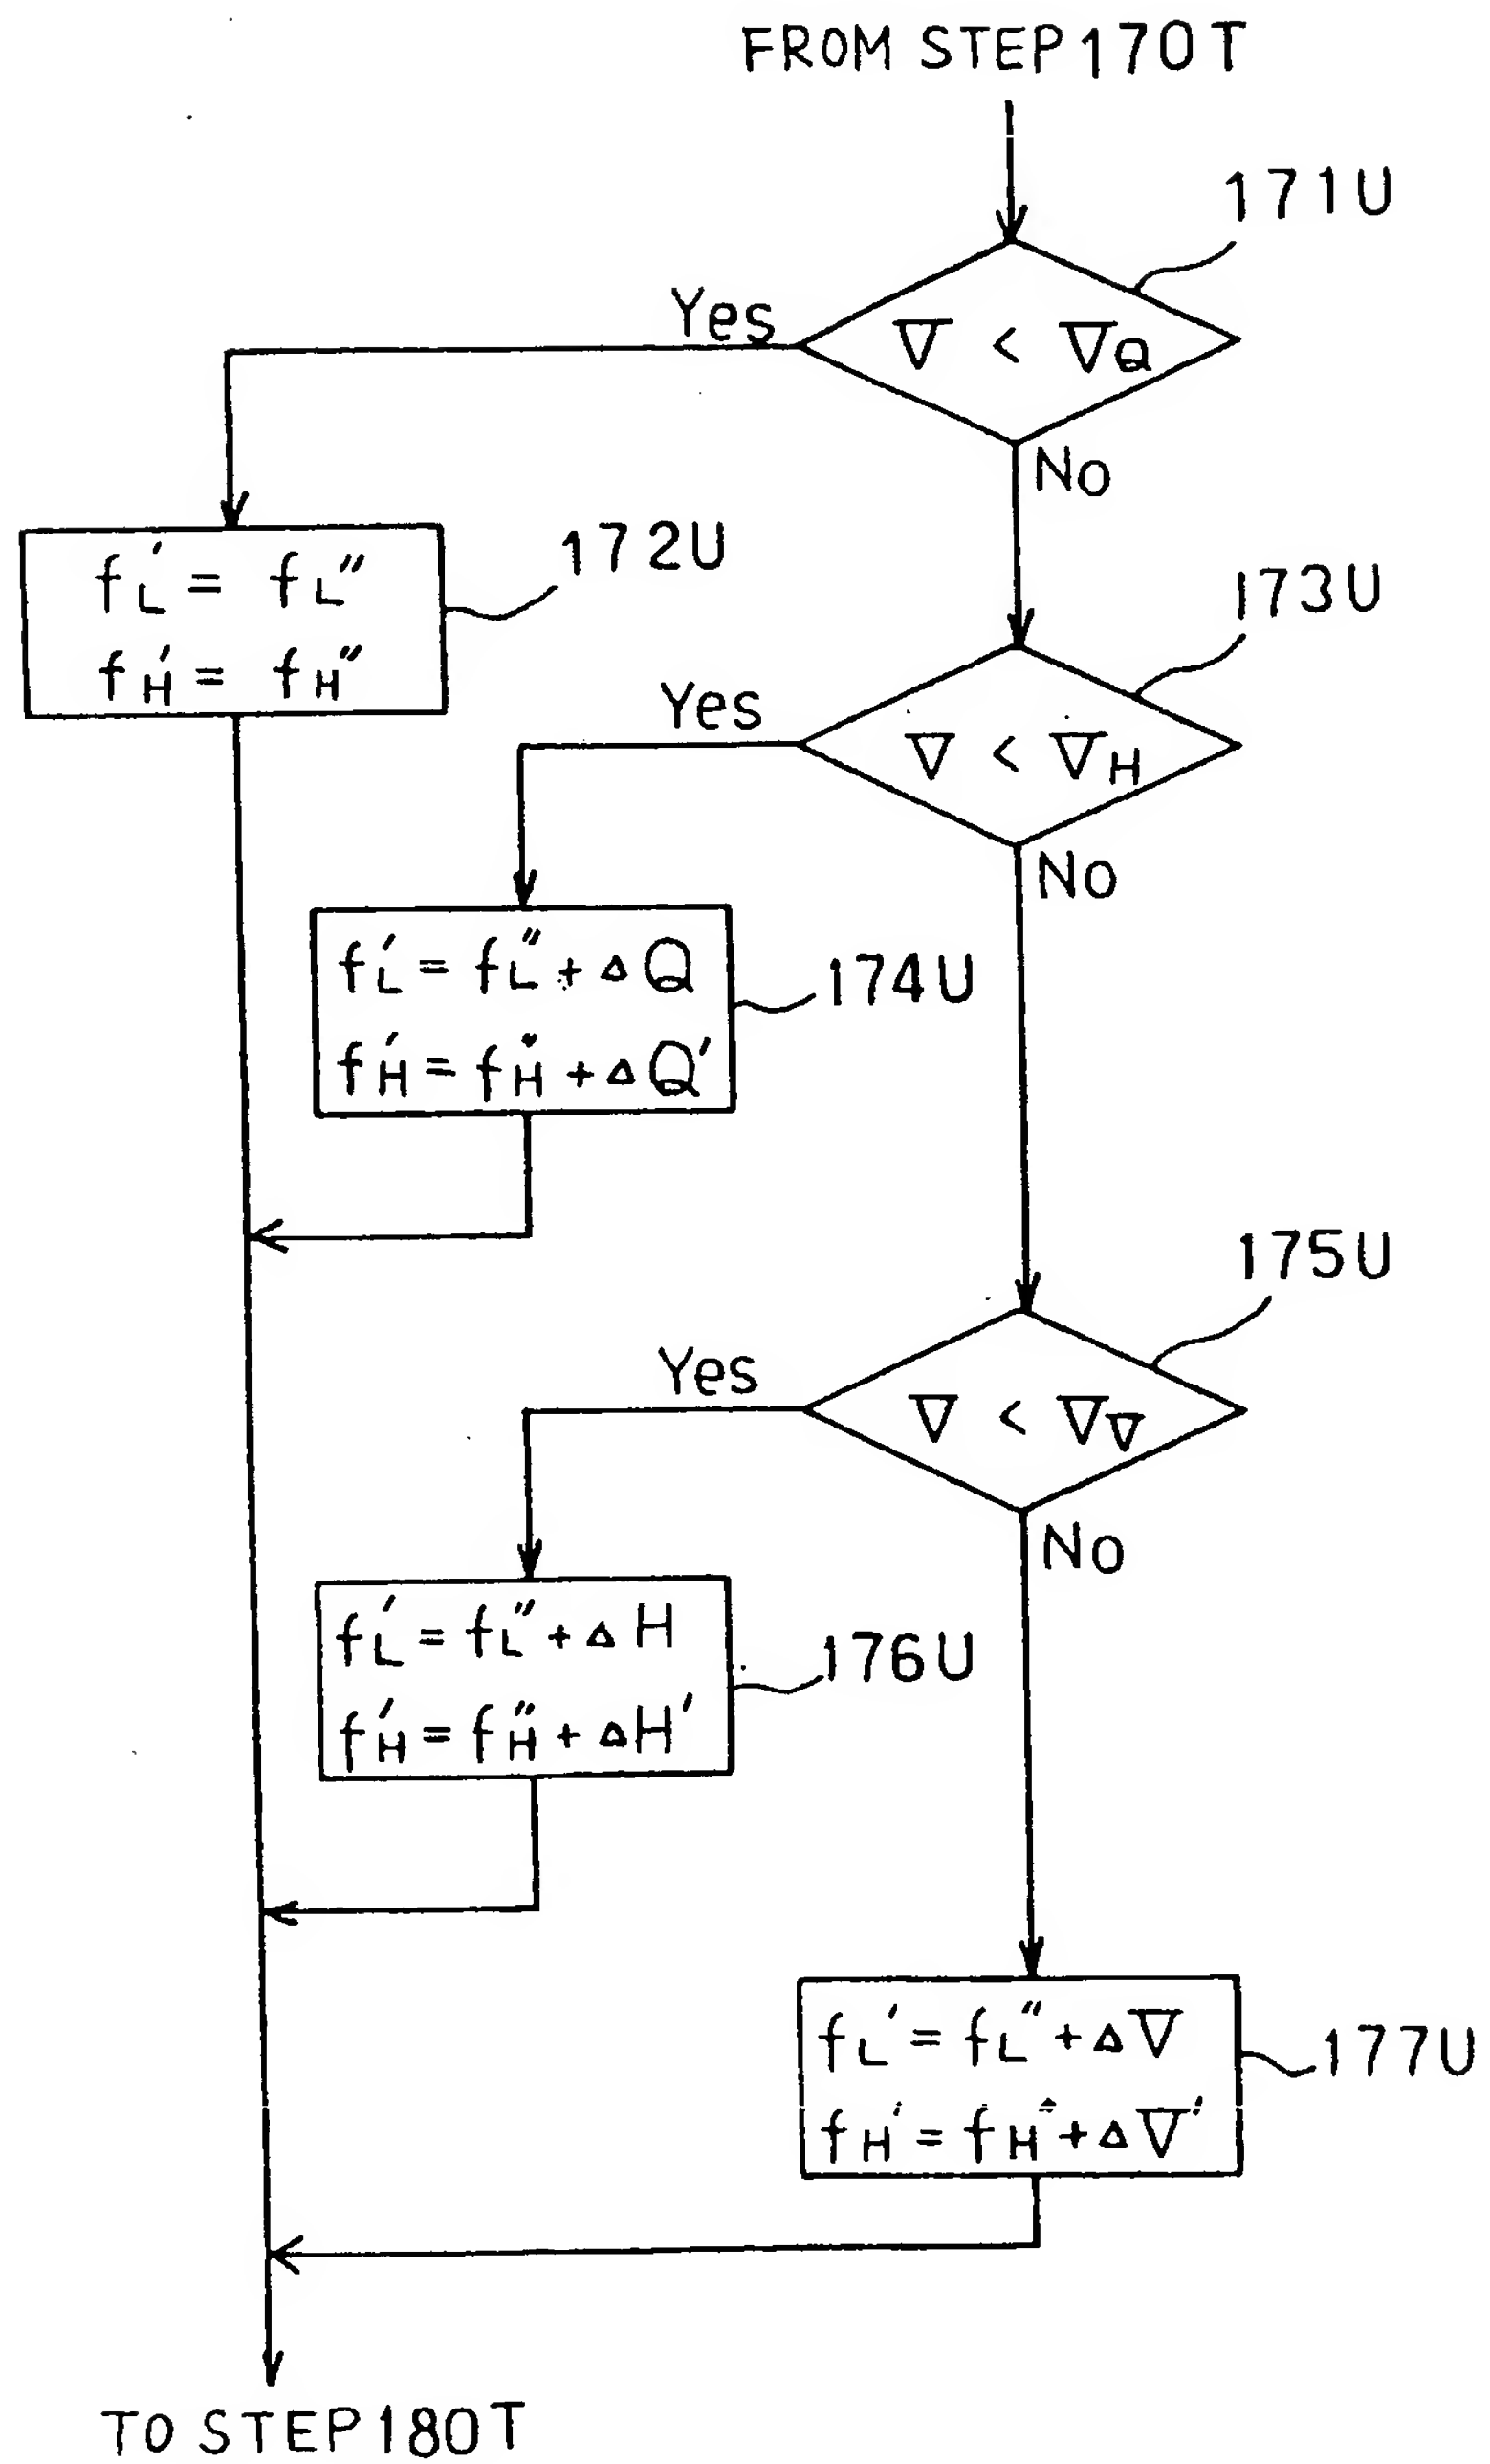 FROM STEP 170T
171U
Yes
∇ < ∇Q
No
fL' = fL''
fH' = fH''
172U
173U
Yes
∇ < ∇H
No
fL' = fL'' + ΔQ
fH' = fH'' + ΔQ'
174U
175U
Yes
∇ < ∇∇
No
fL' = fL'' + ΔH
fH' = fH'' + ΔH'
176U
fL' = fL'' + Δ∇
fH' = fH'' + Δ∇'
177U
TO STEP 180T